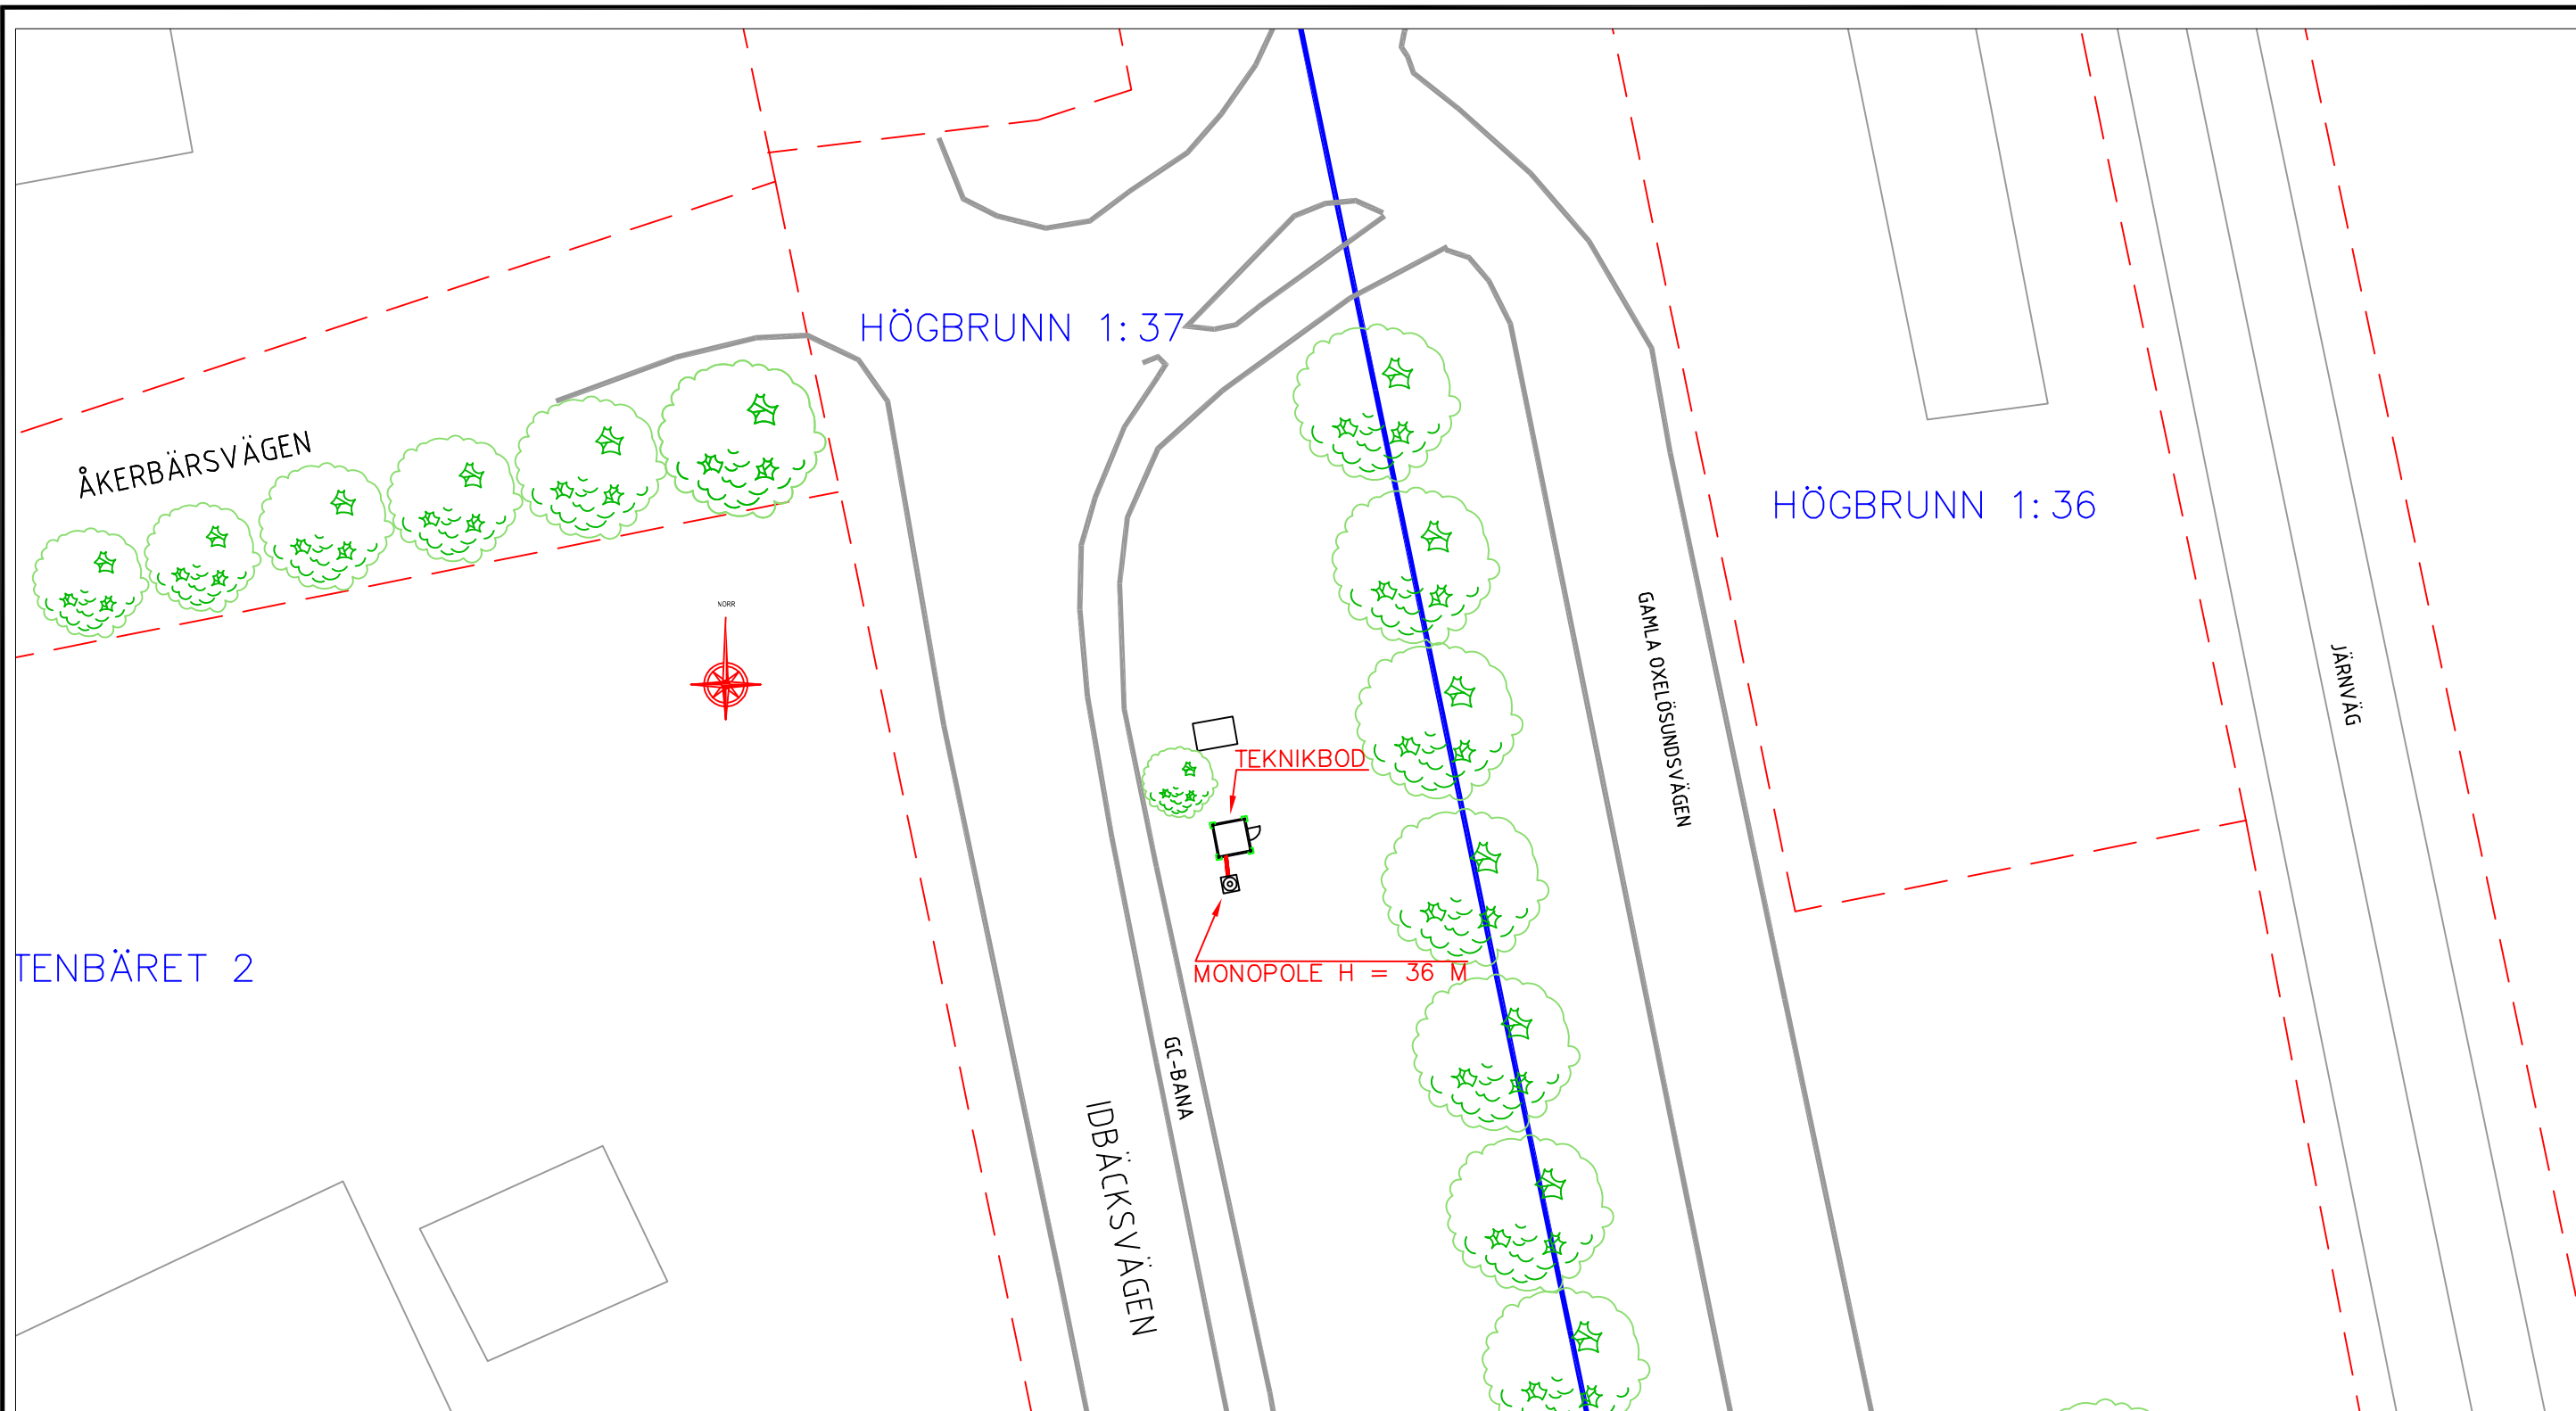 HÖGBRUNN 1:37
ÅKERBÄRSVÄGEN
HÖGBRUNN 1:36
NORR
GAMLA OXELÖSUNDSVÄGEN
JÄRNVÄG
TEKNIKBOD
TENBÄRET 2
MONOPOLE H = 36 M
GC-BANA
IDBÄCKSVÄGEN